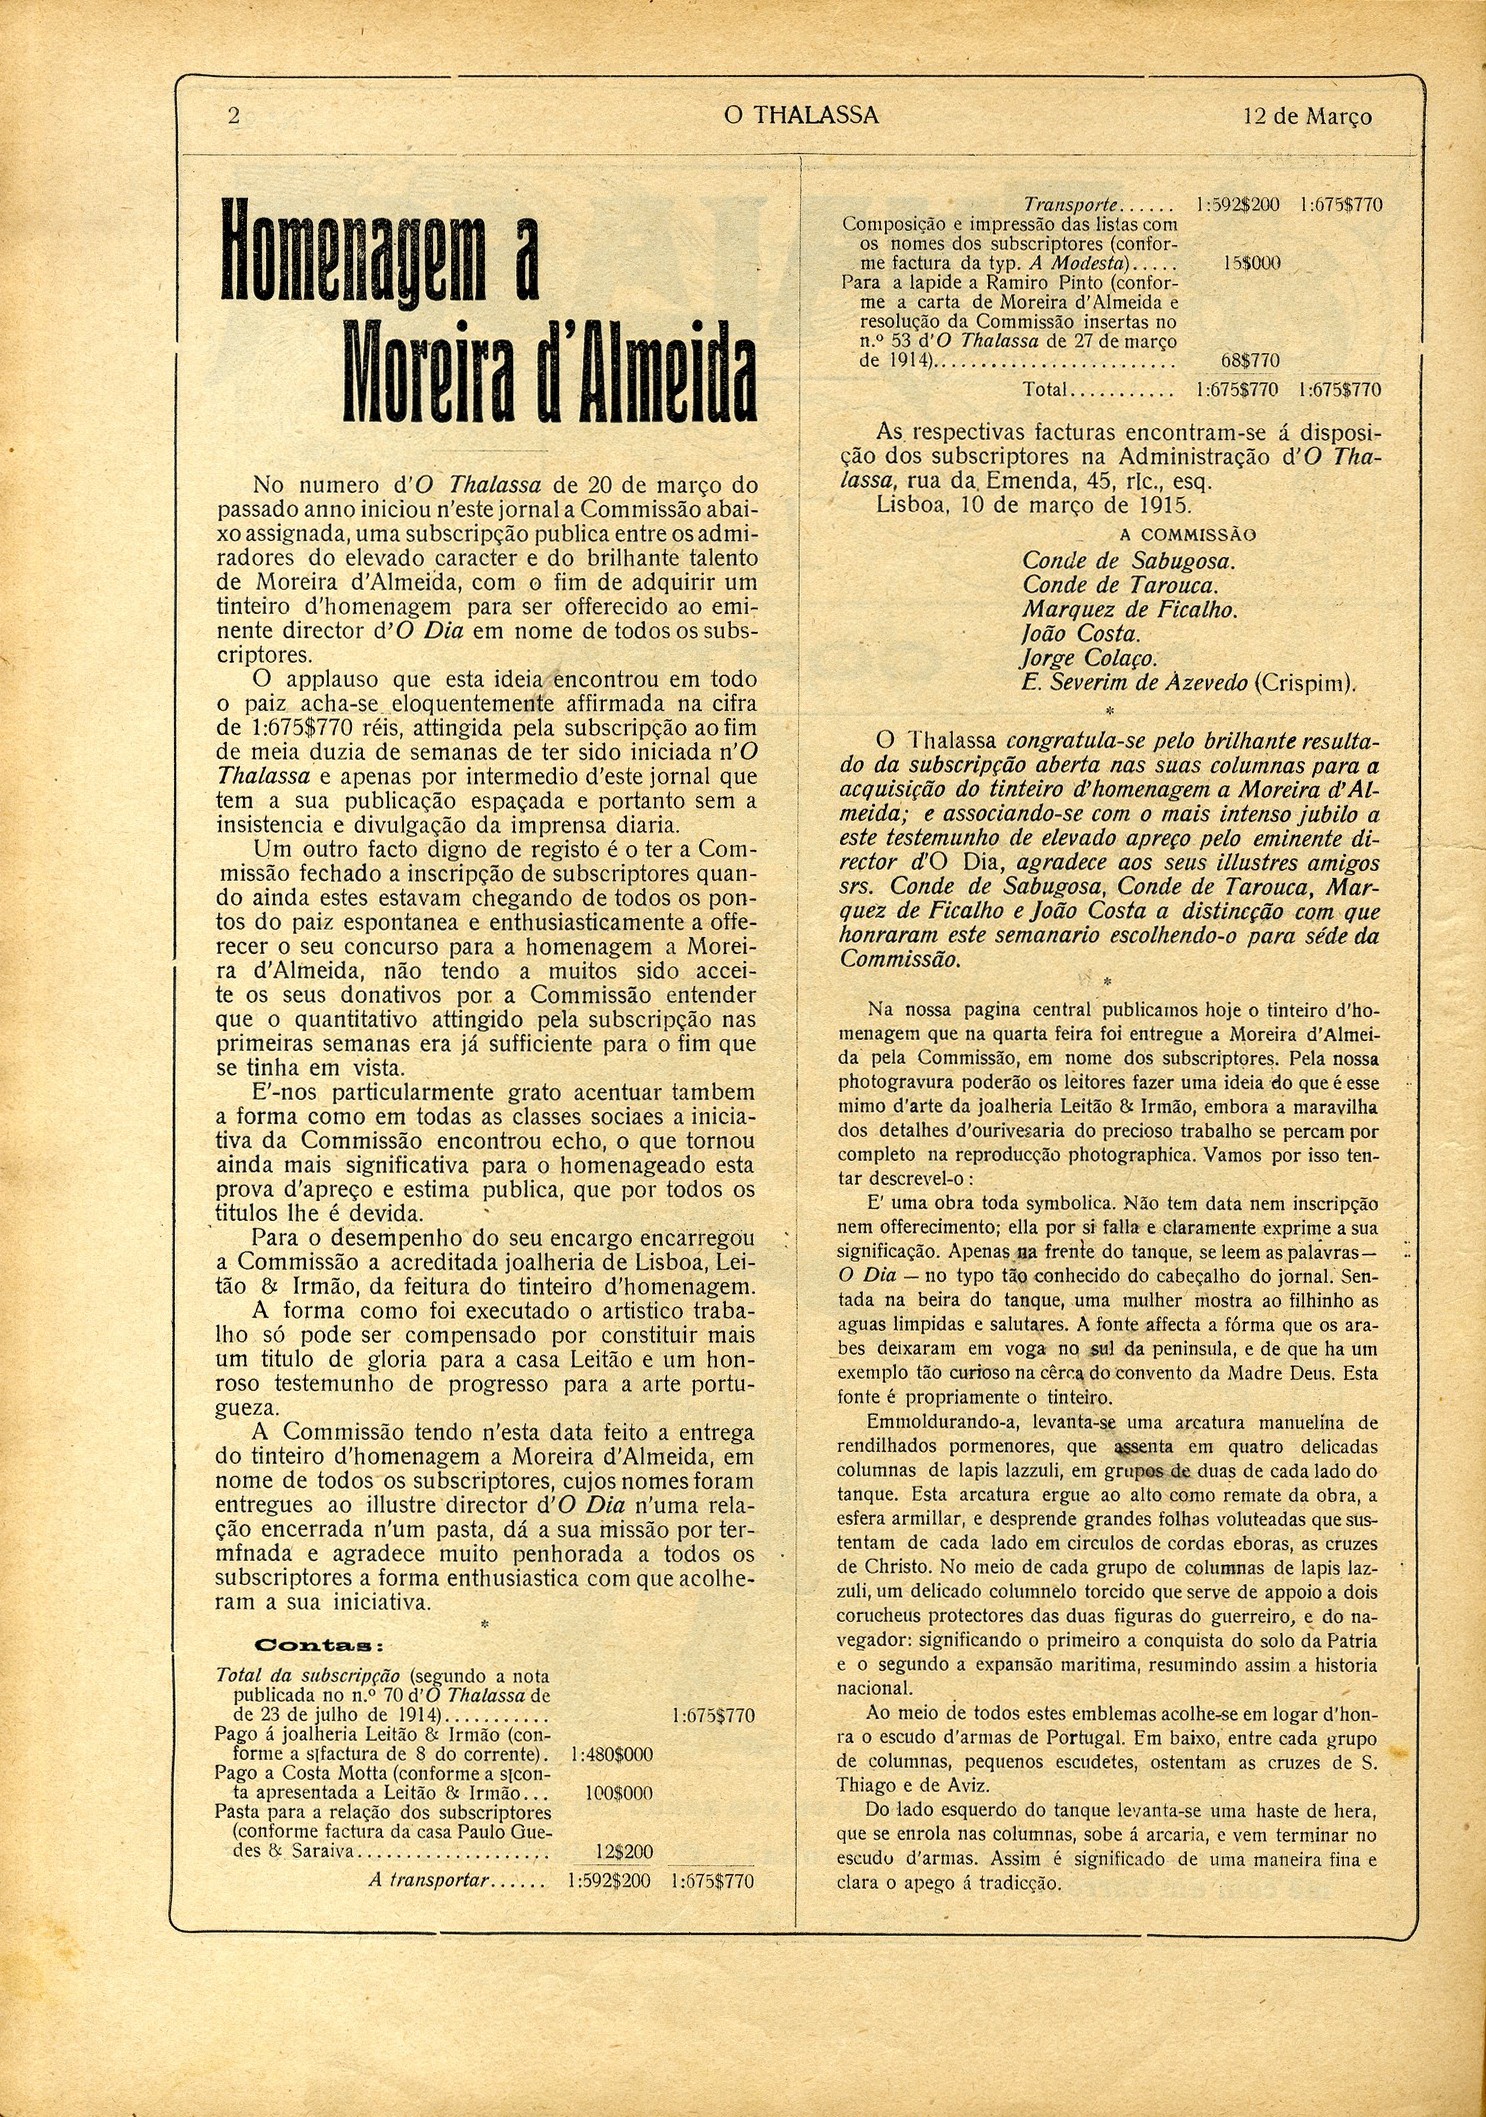 2
O THALASSA
12 de Março
Homenagem a
Moreira d'Almeida
No numero d'O Thalassa de 20 de março do
passado anno iniciou n'este jornal a Commissão abai-
xo assignada, uma subscripção publica entre os admi-
radores do elevado caracter e do brilhante talento
de Moreira d'Almeida, com o fim de adquirir um
tinteiro d'homenagem para ser offerecido ao emi-
nente director d'O Dia em nome de todos os subs-
criptores.
O applauso que esta ideia encontrou em todo
o paiz acha-se eloquentemente affirmada na cifra
de 1:675$770 réis, attingida pela subscripção ao fim
de meia duzia de semanas de ter sido iniciada n'O
Thalassa e apenas por intermedio d'este jornal que
tem a sua publicação espaçada e portanto sem a
insistencia e divulgação da imprensa diaria.
Um outro facto digno de registo é o ter a Com-
missão fechado a inscripção de subscriptores quan-
do ainda estes estavam chegando de todos os pon-
tos do paiz espontanea e enthusiasticamente a offe-
recer o seu concurso para a homenagem a Morei-
ra d'Almeida, não tendo a muitos sido accei-
te os seus donativos por a Commissão entender
que o quantitativo attingido pela subscripção nas
primeiras semanas era já sufficiente para o fim que
se tinha em vista.
E'-nos particularmente grato acentuar tambem
a forma como em todas as classes sociaes a inicia-
tiva da Commissão encontrou echo, o que tornou
ainda mais significativa para o homenageado esta
prova d'apreço e estima publica, que por todos os
titulos lhe é devida.
Para o desempenho do seu encargo encarregou
a Commissão a acreditada joalheria de Lisboa, Lei-
tão & Irmão, da feitura do tinteiro d'homenagem.
A forma como foi executado o artistico traba-
lho só pode ser compensado por constituir mais
um titulo de gloria para a casa Leitão e um hon-
roso testemunho de progresso para a arte portu-
gueza.
A Commissão tendo n'esta data feito a entrega
do tinteiro d'homenagem a Moreira d'Almeida, em
nome de todos os subscriptores, cujos nomes foram
entregues ao illustre director d'O Dia n'uma rela-
ção encerrada n'um pasta, dá a sua missão por ter-
mfnada e agradece muito penhorada a todos os
subscriptores a forma enthusiastica com que acolhe-
ram a sua iniciativa.
*
Contas:
Total da subscripção (segundo a nota
publicada no n.º 70 d'O Thalassa de
de 23 de julho de 1914)........... 1:675$770
Pago á joalheria Leitão & Irmão (con-
forme a s[factura de 8 do corrente). 1:480$000
Pago a Costa Motta (conforme a s[con-
ta apresentada a Leitão & Irmão... 100$000
Pasta para a relação dos subscriptores
(conforme factura da casa Paulo Gue-
des & Saraiva.................... 12$200
A transportar...... 1:592$200 1:675$770
Transporte...... 1:592$200 1:675$770
Composição e impressão das listas com
os nomes dos subscriptores (confor-
me factura da typ. A Modesta)..... 15$000
Para a lapide a Ramiro Pinto (confor-
me a carta de Moreira d'Almeida e
resolução da Commissão insertas no
n.º 53 d'O Thalassa de 27 de março
de 1914)......................... 68$770
Total........... 1:675$770 1:675$770
As respectivas facturas encontram-se á disposi-
ção dos subscriptores na Administração d'O Tha-
lassa, rua da Emenda, 45, r[c., esq.
Lisboa, 10 de março de 1915.
A COMMISSÃO
Conde de Sabugosa.
Conde de Tarouca.
Marquez de Ficalho.
João Costa.
Jorge Colaço.
E. Severim de Azevedo (Crispim).
*
O Thalassa congratula-se pelo brilhante resulta-
do da subscripção aberta nas suas columnas para a
acquisição do tinteiro d'homenagem a Moreira d'Al-
meida; e associando-se com o mais intenso jubilo a
este testemunho de elevado apreço pelo eminente di-
rector d'O Dia, agradece aos seus illustres amigos
srs. Conde de Sabugosa, Conde de Tarouca, Mar-
quez de Ficalho e João Costa a distincção com que
honraram este semanario escolhendo-o para séde da
Commissão.
*
Na nossa pagina central publicamos hoje o tinteiro d'ho-
menagem que na quarta feira foi entregue a Moreira d'Almei-
da pela Commissão, em nome dos subscriptores. Pela nossa
photogravura poderão os leitores fazer uma ideia do que é esse
mimo d'arte da joalheria Leitão & Irmão, embora a maravilha
dos detalhes d'ourivesaria do precioso trabalho se percam por
completo na reproducção photographica. Vamos por isso ten-
tar descrevel-o:
E' uma obra toda symbolica. Não tem data nem inscripção
nem offerecimento; ella por si falla e claramente exprime a sua
significação. Apenas na frente do tanque, se leem as palavras—
O Dia — no typo tão conhecido do cabeçalho do jornal. Sen-
tada na beira do tanque, uma mulher mostra ao filhinho as
aguas limpidas e salutares. A fonte affecta a fórma que os ara-
bes deixaram em voga no sul da peninsula, e de que ha um
exemplo tão curioso na cêrca do convento da Madre Deus. Esta
fonte é propriamente o tinteiro.
Emmoldurando-a, levanta-se uma arcatura manuelina de
rendilhados pormenores, que assenta em quatro delicadas
columnas de lapis lazzuli, em grupos de duas de cada lado do
tanque. Esta arcatura ergue ao alto como remate da obra, a
esfera armillar, e desprende grandes folhas voluteadas que sus-
tentam de cada lado em circulos de cordas eboras, as cruzes
de Christo. No meio de cada grupo de columnas de lapis laz-
zuli, um delicado columnelo torcido que serve de appoio a dois
corucheus protectores das duas figuras do guerreiro, e do na-
vegador: significando o primeiro a conquista do solo da Patria
e o segundo a expansão maritima, resumindo assim a historia
nacional.
Ao meio de todos estes emblemas acolhe-se em logar d'hon-
ra o escudo d'armas de Portugal. Em baixo, entre cada grupo
de columnas, pequenos escudetes, ostentam as cruzes de S.
Thiago e de Aviz.
Do lado esquerdo do tanque levanta-se uma haste de hera,
que se enrola nas columnas, sobe á arcaria, e vem terminar no
escudo d'armas. Assim é significado de uma maneira fina e
clara o apego á tradicção.